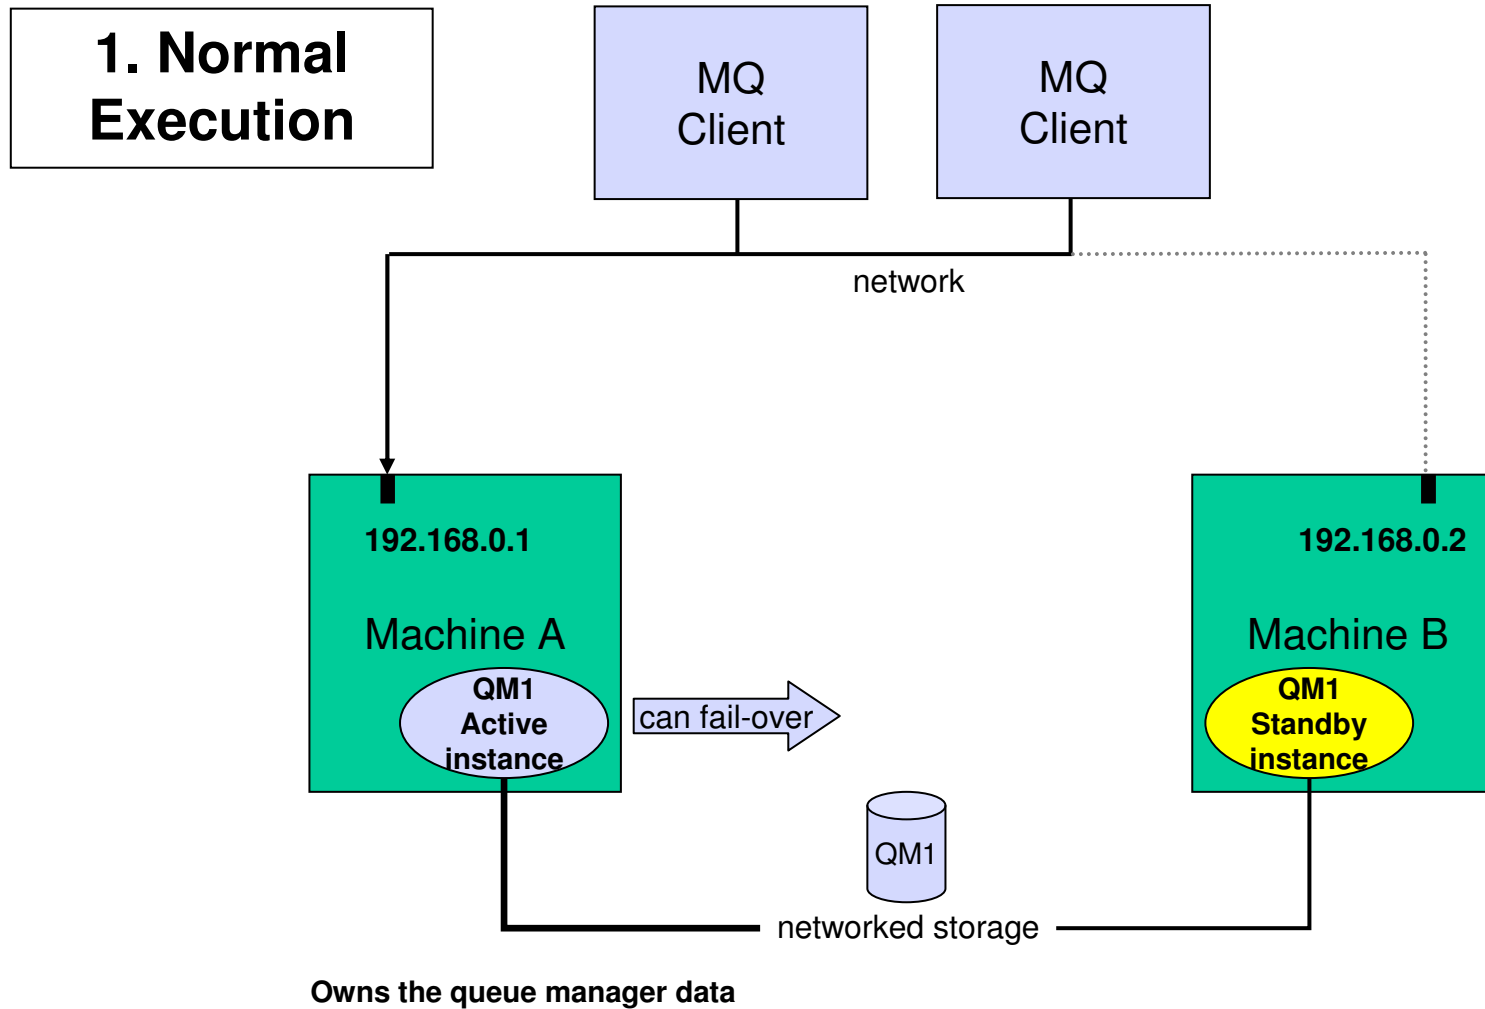 1. Normal
Execution
MQ
Client
MQ
Client
network
192.168.0.1
Machine A
QM1
Active
instance
can fail-over
192.168.0.2
Machine B
QM1
Standby
instance
QM1
networked storage
Owns the queue manager data